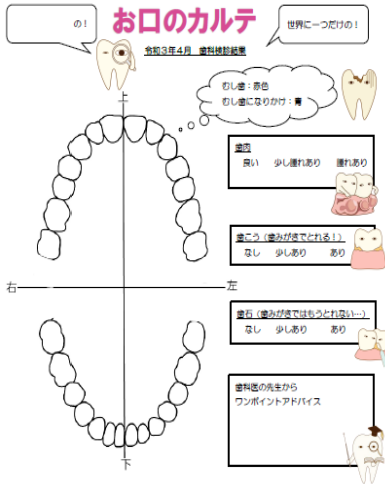 の！
お口のカルテ
世界に一つだけの！
令和３年４月　歯科検診結果
むし歯：赤色
むし歯になりかけ：青
上
歯肉
良い　少し腫れあり　腫れあり
歯こう（歯みがきでとれる！）
なし　少しあり　あり
右
左
歯石（歯みがきではもうとれない…）
なし　少しあり　あり
歯科医の先生から
ワンポイントアドバイス
下